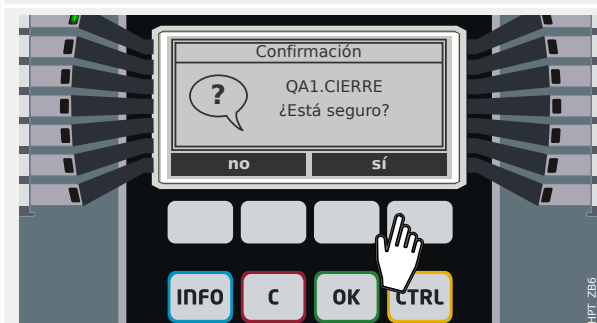 Confirmación
?
QA1.CIERRE
¿Está seguro?
no
sí
INFO
C
OK
CTRL
HPT_ZB6